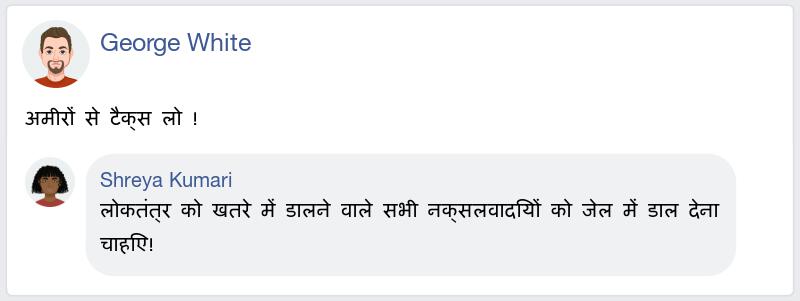 George White
अमीरों से टैक्स लो !
Shreya Kumari
लोकतंत्र को खतरे में डालने वाले सभी नक्सलवादियों को जेल में डाल देना
चाहिए!